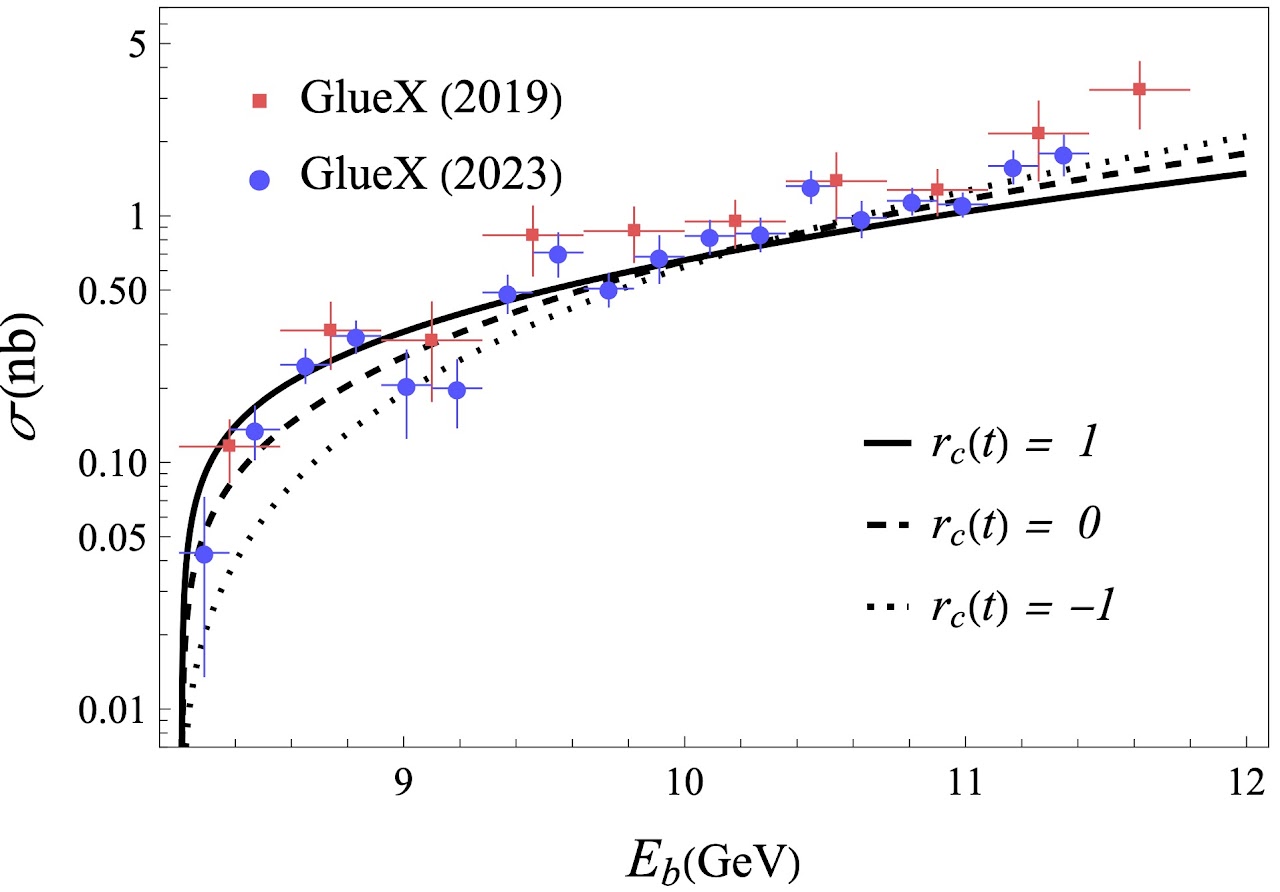 5
GlueX (2019)
GlueX (2023)
1
0.50
σ(nb)
r_c(t) = 1
0.10
r_c(t) = 0
0.05
r_c(t) = –1
0.01
9 10 11 12
E_b(GeV)